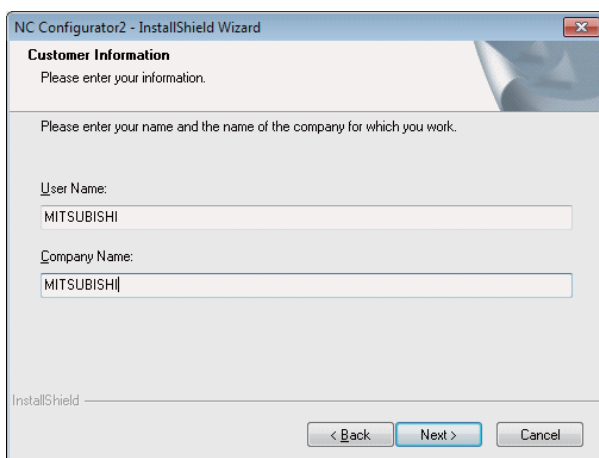 NC Configurator2 - InstallShield Wizard
Customer Information
Please enter your information.
Please enter your name and the name of the company for which you work.
User Name:
MITSUBISHI
Company Name:
MITSUBISHI
InstallShield
< Back
Next >
Cancel